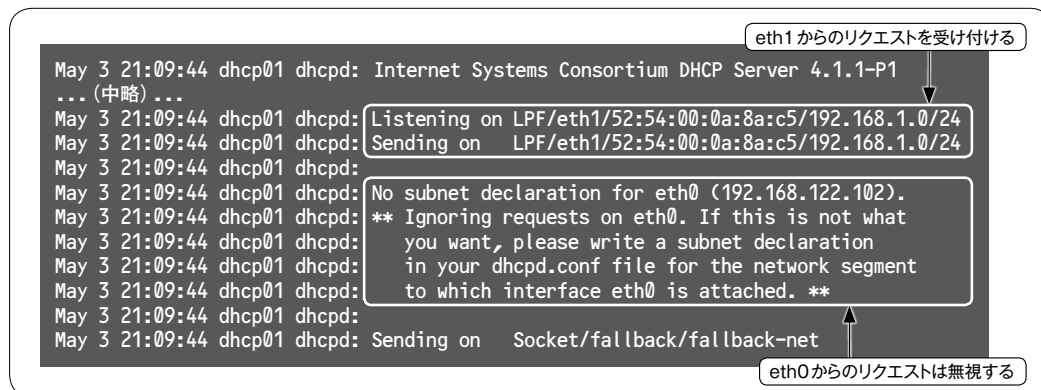 eth1からのリクエストを受け付ける
May 3 21:09:44 dhcp01 dhcpd: Internet Systems Consortium DHCP Server 4.1.1-P1
...(中略)...
May 3 21:09:44 dhcp01 dhcpd: Listening on LPF/eth1/52:54:00:0a:8a:c5/192.168.1.0/24
May 3 21:09:44 dhcp01 dhcpd: Sending on   LPF/eth1/52:54:00:0a:8a:c5/192.168.1.0/24
May 3 21:09:44 dhcp01 dhcpd:
May 3 21:09:44 dhcp01 dhcpd: No subnet declaration for eth0 (192.168.122.102).
May 3 21:09:44 dhcp01 dhcpd: ** Ignoring requests on eth0. If this is not what
May 3 21:09:44 dhcp01 dhcpd:    you want, please write a subnet declaration
May 3 21:09:44 dhcp01 dhcpd:    in your dhcpd.conf file for the network segment
May 3 21:09:44 dhcp01 dhcpd:    to which interface eth0 is attached. **
May 3 21:09:44 dhcp01 dhcpd:
May 3 21:09:44 dhcp01 dhcpd: Sending on   Socket/fallback/fallback-net
eth0からのリクエストは無視する